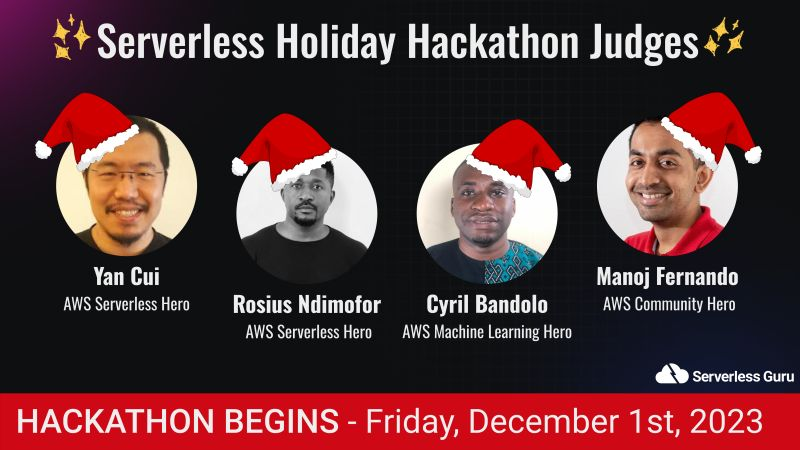 Serverless Holiday Hackathon Judges
Yan Cui
AWS Serverless Hero
Rosius Ndimofor
AWS Serverless Hero
Cyril Bandolo
AWS Machine Learning Hero
Manoj Fernando
AWS Community Hero
Serverless Guru
HACKATHON BEGINS - Friday, December 1st, 2023